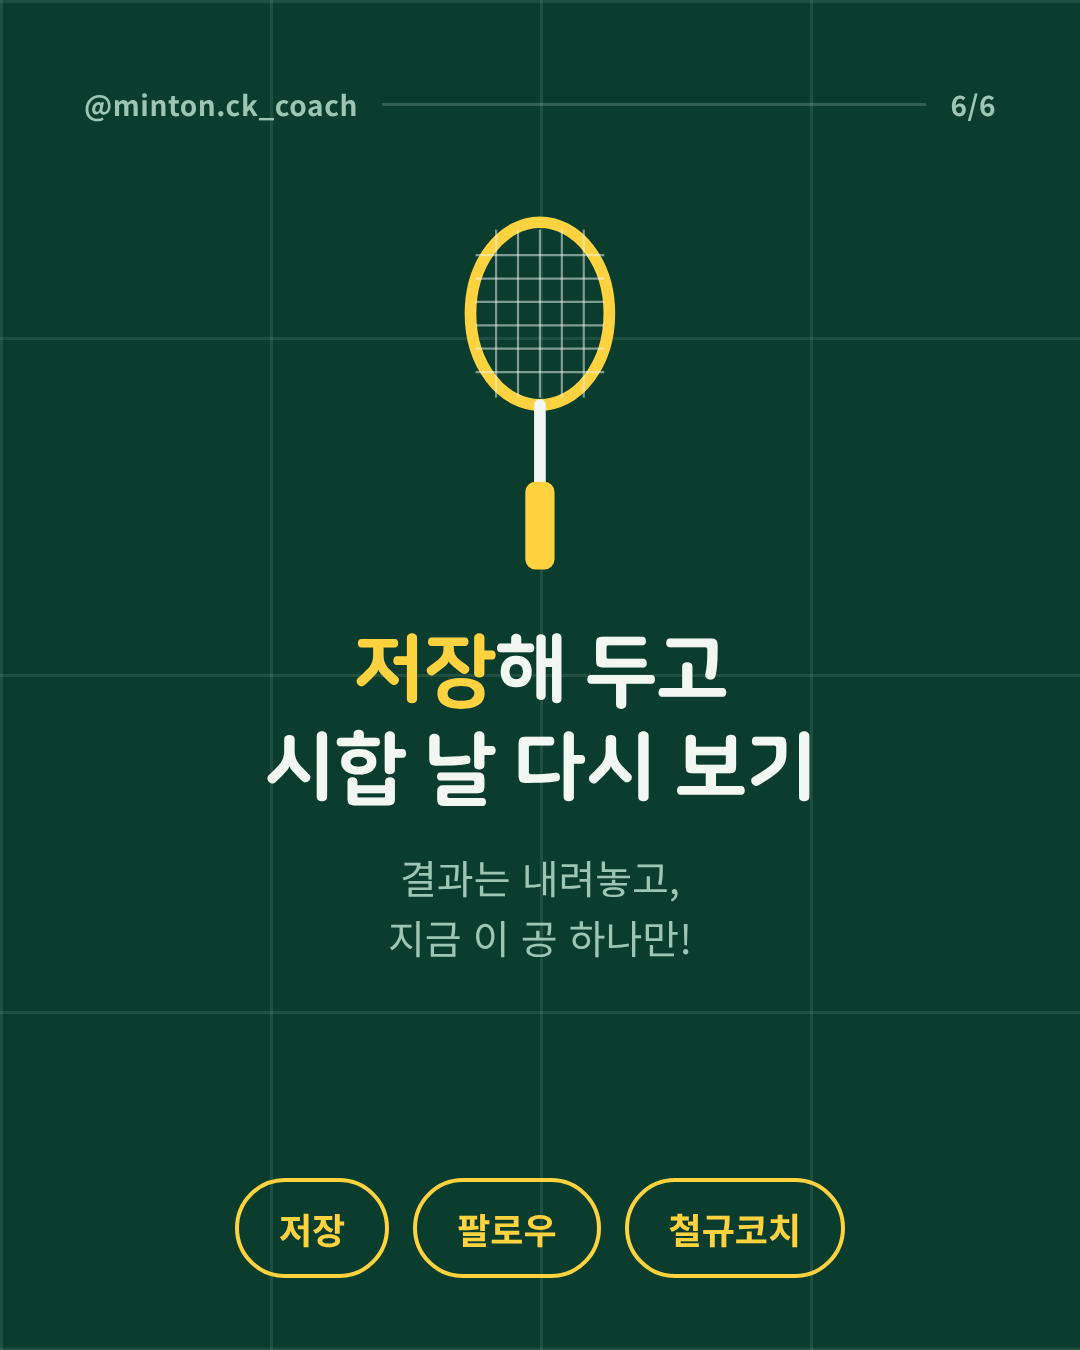 @minton.ck_coach 6/6
저장해 두고
시합 날 다시 보기
결과는 내려놓고,
지금 이 공 하나만!
저장 팔로우 철규코치